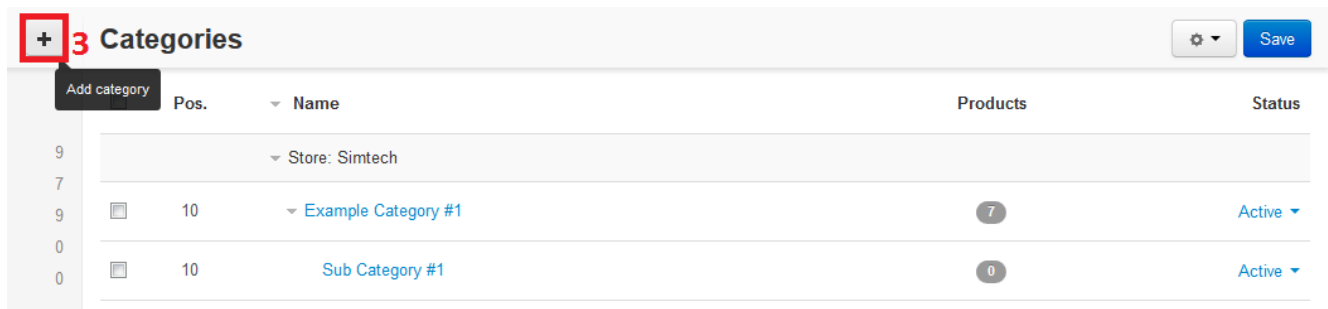 + 3 Categories Save
Add category
Pos. Name Products Status
9
Store: Simtech
7
9
10 Example Category #1 7 Active
0
10 Sub Category #1 0 Active
0